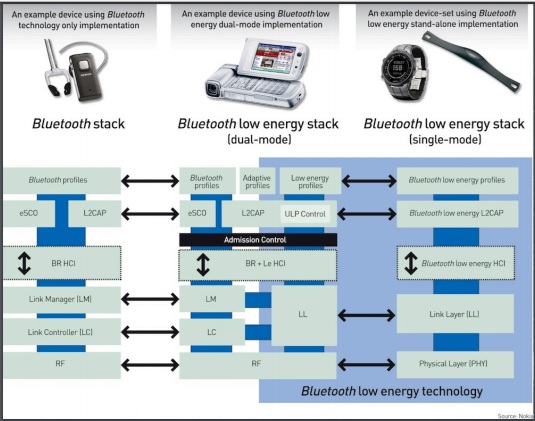 An example device using Bluetooth
technology only implementation
An example device using Bluetooth low
energy dual-mode implementation
An example device-set using Bluetooth
low energy stand-alone implementation
Bluetooth stack
Bluetooth low energy stack
(dual-mode)
Bluetooth low energy stack
(single-mode)
Bluetooth profiles
Bluetooth
profiles
Adaptive
profiles
Low energy
profiles
Bluetooth low energy profiles
eSCO
L2CAP
eSCO
L2CAP
ULP Control
Bluetooth low energy L2CAP
Admission Control
BR HCI
BR + Le HCI
Bluetooth low energy HCI
Link Manager (LM)
LM
LL
Link Layer (LL)
Link Controller (LC)
LC
RF
RF
Physical Layer (PHY)
Bluetooth low energy technology
Source: Nokia